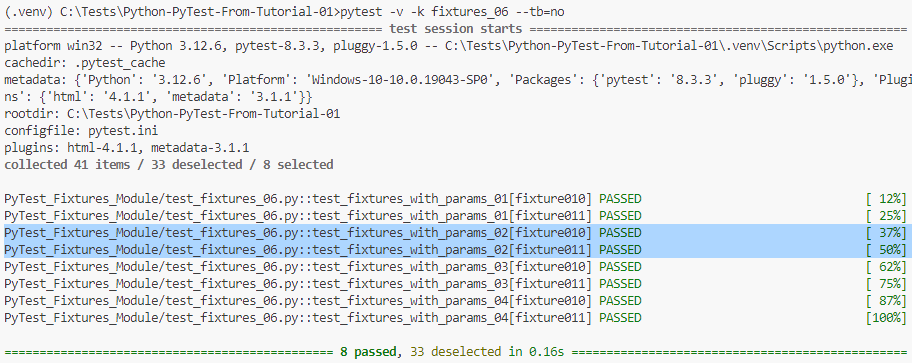 (.venv) C:\Tests\Python-PyTest-From-Tutorial-01>pytest -v -k fixtures_06 --tb=no
================================================ test session starts ================================================
platform win32 -- Python 3.12.6, pytest-8.3.3, pluggy-1.5.0 -- C:\Tests\Python-PyTest-From-Tutorial-01\.venv\Scripts\python.exe
cachedir: .pytest_cache
metadata: {'Python': '3.12.6', 'Platform': 'Windows-10-10.0.19043-SP0', 'Packages': {'pytest': '8.3.3', 'pluggy': '1.5.0'}, 'Plugi
ns': {'html': '4.1.1', 'metadata': '3.1.1'}}
rootdir: C:\Tests\Python-PyTest-From-Tutorial-01
configfile: pytest.ini
plugins: html-4.1.1, metadata-3.1.1
collected 41 items / 33 deselected / 8 selected
PyTest_Fixtures_Module/test_fixtures_06.py::test_fixtures_with_params_01[fixture010] PASSED [ 12%]
PyTest_Fixtures_Module/test_fixtures_06.py::test_fixtures_with_params_01[fixture011] PASSED [ 25%]
PyTest_Fixtures_Module/test_fixtures_06.py::test_fixtures_with_params_02[fixture010] PASSED [ 37%]
PyTest_Fixtures_Module/test_fixtures_06.py::test_fixtures_with_params_02[fixture011] PASSED [ 50%]
PyTest_Fixtures_Module/test_fixtures_06.py::test_fixtures_with_params_03[fixture010] PASSED [ 62%]
PyTest_Fixtures_Module/test_fixtures_06.py::test_fixtures_with_params_03[fixture011] PASSED [ 75%]
PyTest_Fixtures_Module/test_fixtures_06.py::test_fixtures_with_params_04[fixture010] PASSED [ 87%]
PyTest_Fixtures_Module/test_fixtures_06.py::test_fixtures_with_params_04[fixture011] PASSED [100%]
=============================================== 8 passed, 33 deselected in 0.16s ================================================